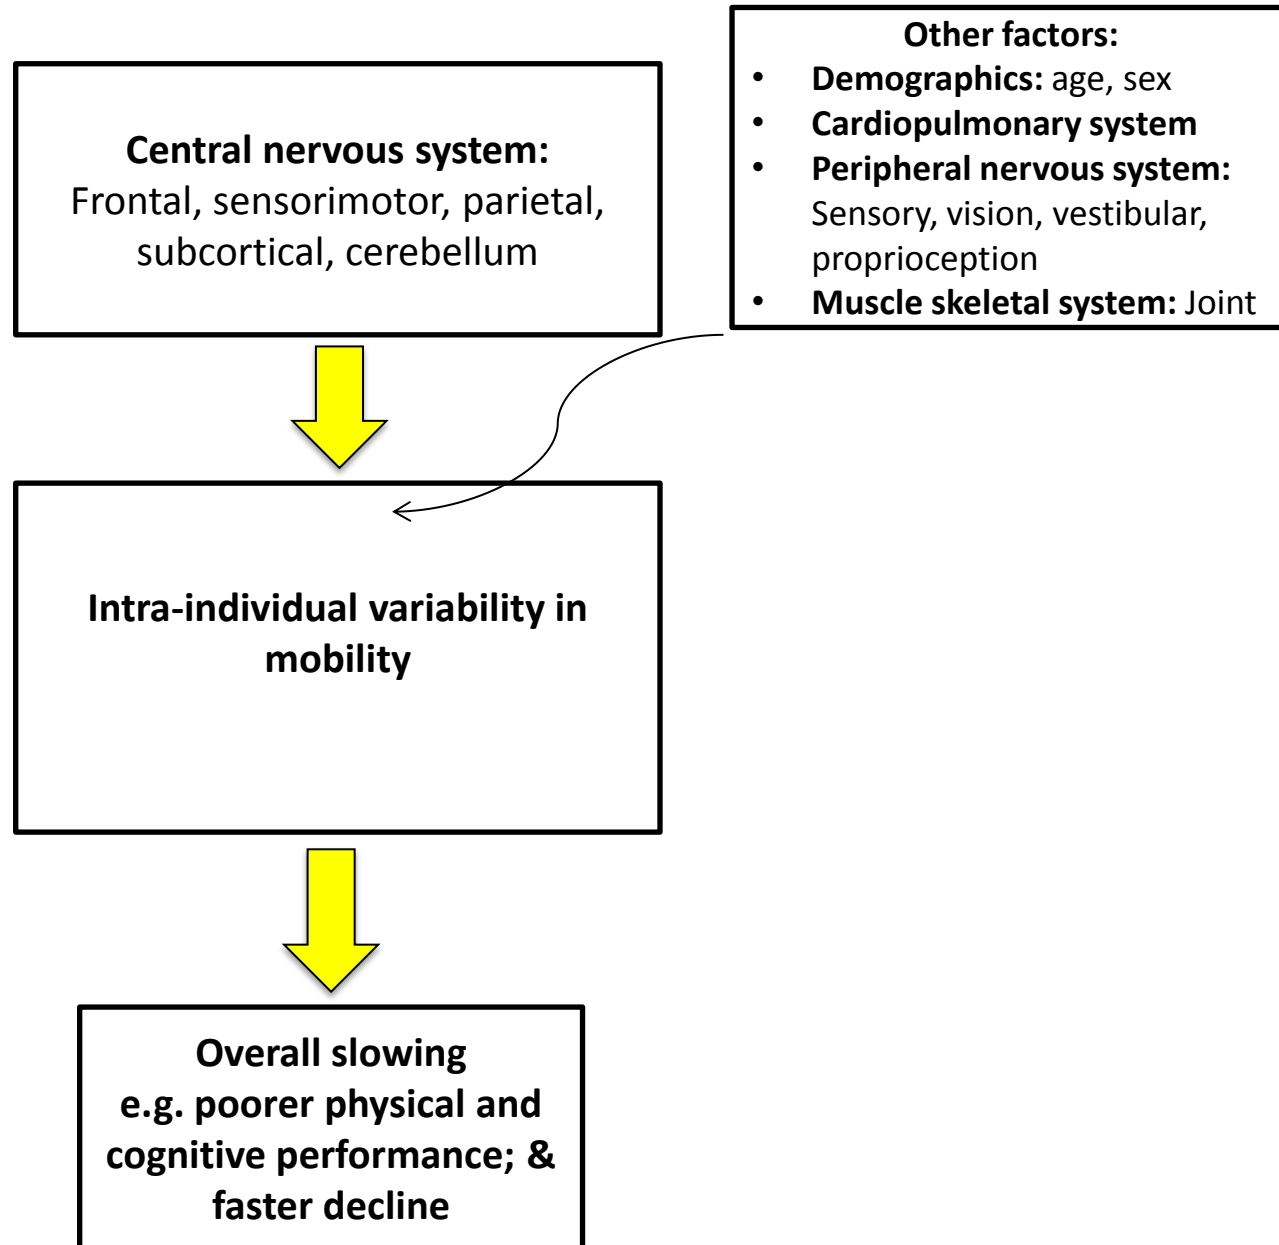 Central nervous system:
Frontal, sensorimotor, parietal,
subcortical, cerebellum
Other factors:
• Demographics: age, sex
• Cardiopulmonary system
• Peripheral nervous system:
Sensory, vision, vestibular,
proprioception
• Muscle skeletal system: Joint
Intra-individual variability in
mobility
Overall slowing
e.g. poorer physical and
cognitive performance; &
faster decline